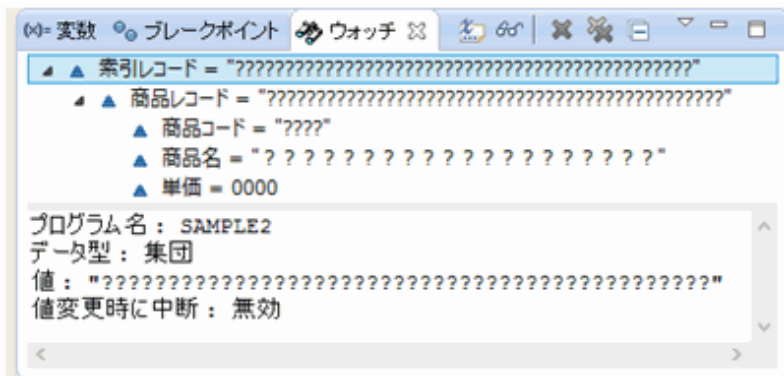 (x)= 変数 ブレークポイント ウォッチ
索引レコード = "??????????????????????????????????????????????"
商品レコード = "??????????????????????????????????????????????"
商品コード = "????"
商品名 = "？？？？？？？？？？？？？？？？？？？？"
単価 = 0000
プログラム名： SAMPLE2
データ型： 集団
値： "??????????????????????????????????????????????"
値変更時に中断： 無効